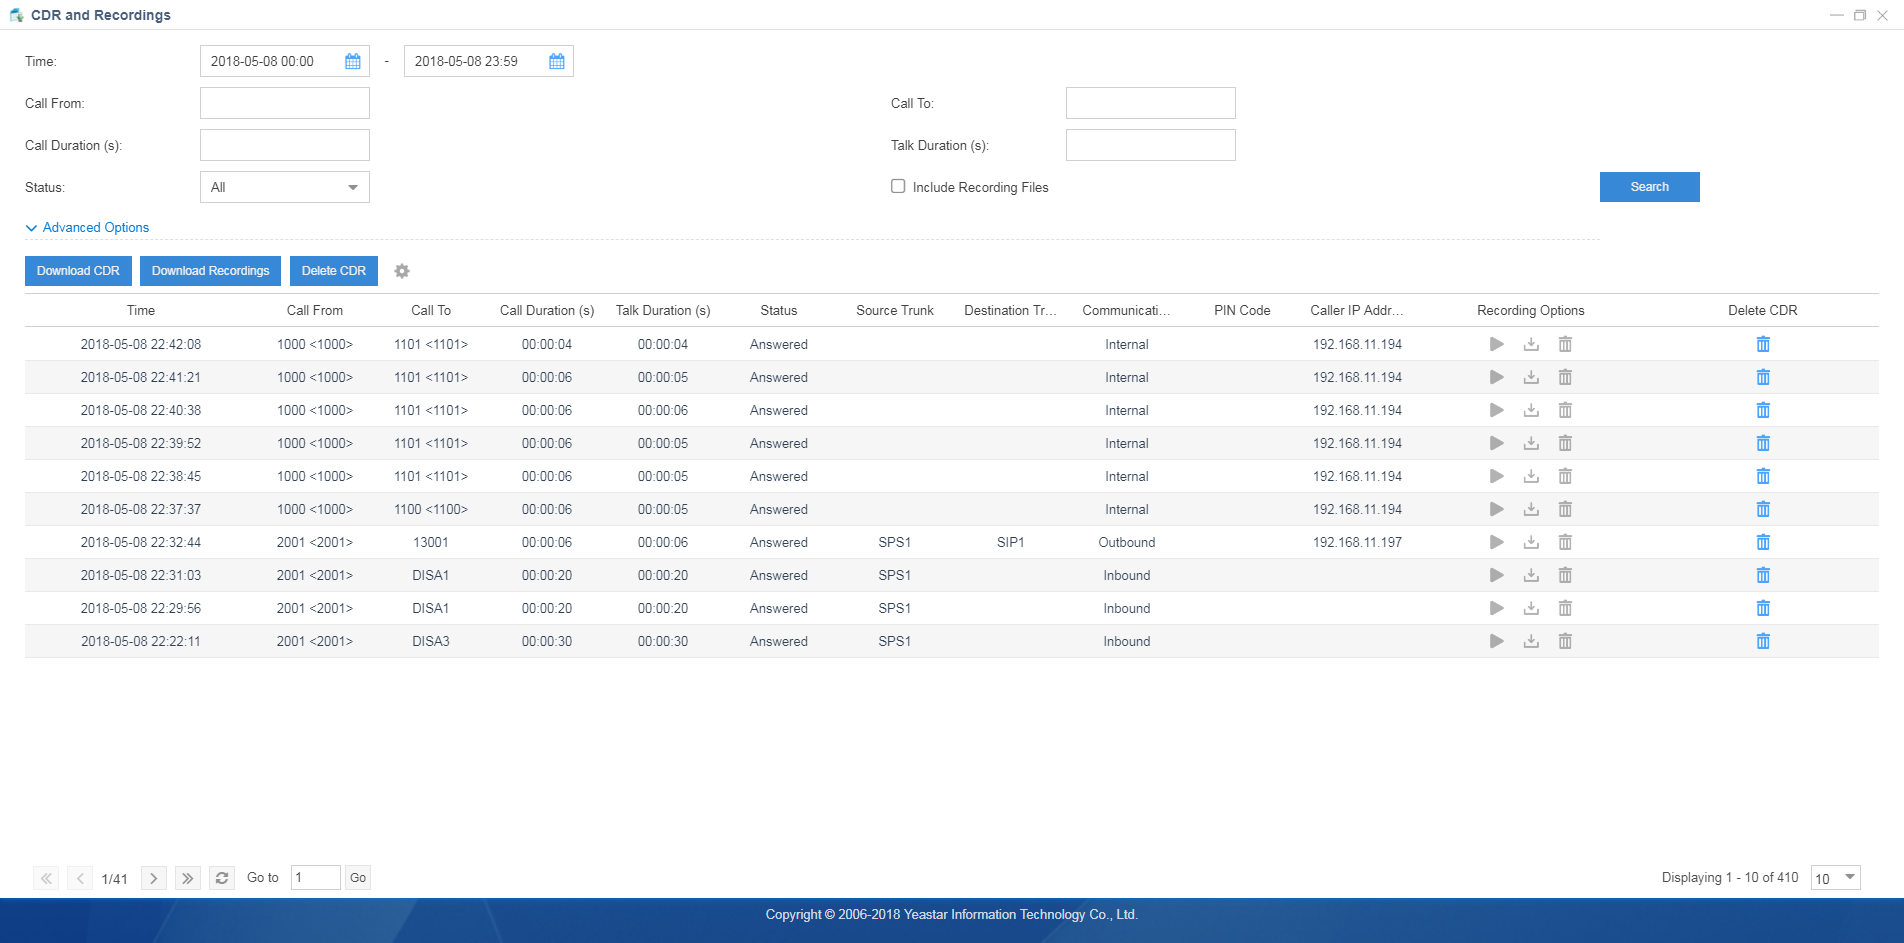 CDR and Recordings
Time: 2018-05-08 00:00 - 2018-05-08 23:59
Call From: Call To:
Call Duration (s): Talk Duration (s):
Status: All Include Recording Files Search
Advanced Options
Download CDR Download Recordings Delete CDR
Time Call From Call To Call Duration (s) Talk Duration (s) Status Source Trunk Destination Tr... Communicati... PIN Code Caller IP Addr... Recording Options Delete CDR
2018-05-08 22:42:08 1000 <1000> 1101 <1101> 00:00:04 00:00:04 Answered Internal 192.168.11.194
2018-05-08 22:41:21 1000 <1000> 1101 <1101> 00:00:06 00:00:05 Answered Internal 192.168.11.194
2018-05-08 22:40:38 1000 <1000> 1101 <1101> 00:00:06 00:00:06 Answered Internal 192.168.11.194
2018-05-08 22:39:52 1000 <1000> 1101 <1101> 00:00:06 00:00:05 Answered Internal 192.168.11.194
2018-05-08 22:38:45 1000 <1000> 1101 <1101> 00:00:06 00:00:05 Answered Internal 192.168.11.194
2018-05-08 22:37:37 1000 <1000> 1100 <1100> 00:00:06 00:00:05 Answered Internal 192.168.11.194
2018-05-08 22:32:44 2001 <2001> 13001 00:00:06 00:00:06 Answered SPS1 SIP1 Outbound 192.168.11.197
2018-05-08 22:31:03 2001 <2001> DISA1 00:00:20 00:00:20 Answered SPS1 Inbound
2018-05-08 22:29:56 2001 <2001> DISA1 00:00:20 00:00:20 Answered SPS1 Inbound
2018-05-08 22:22:11 2001 <2001> DISA3 00:00:30 00:00:30 Answered SPS1 Inbound
1/41 Go to 1 Go Displaying 1 - 10 of 410 10
Copyright © 2006-2018 Yeastar Information Technology Co., Ltd.